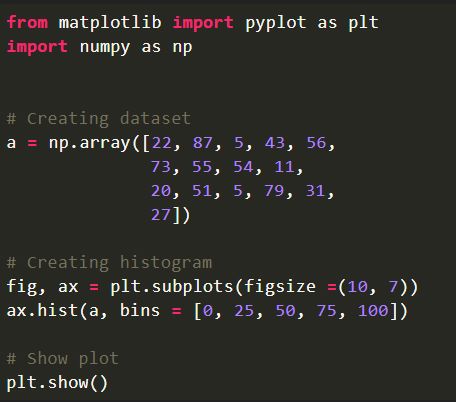 from matplotlib import pyplot as plt
import numpy as np
# Creating dataset
a = np.array([22, 87, 5, 43, 56,
73, 55, 54, 11,
20, 51, 5, 79, 31,
27])
# Creating histogram
fig, ax = plt.subplots(figsize =(10, 7))
ax.hist(a, bins = [0, 25, 50, 75, 100])
# Show plot
plt.show()